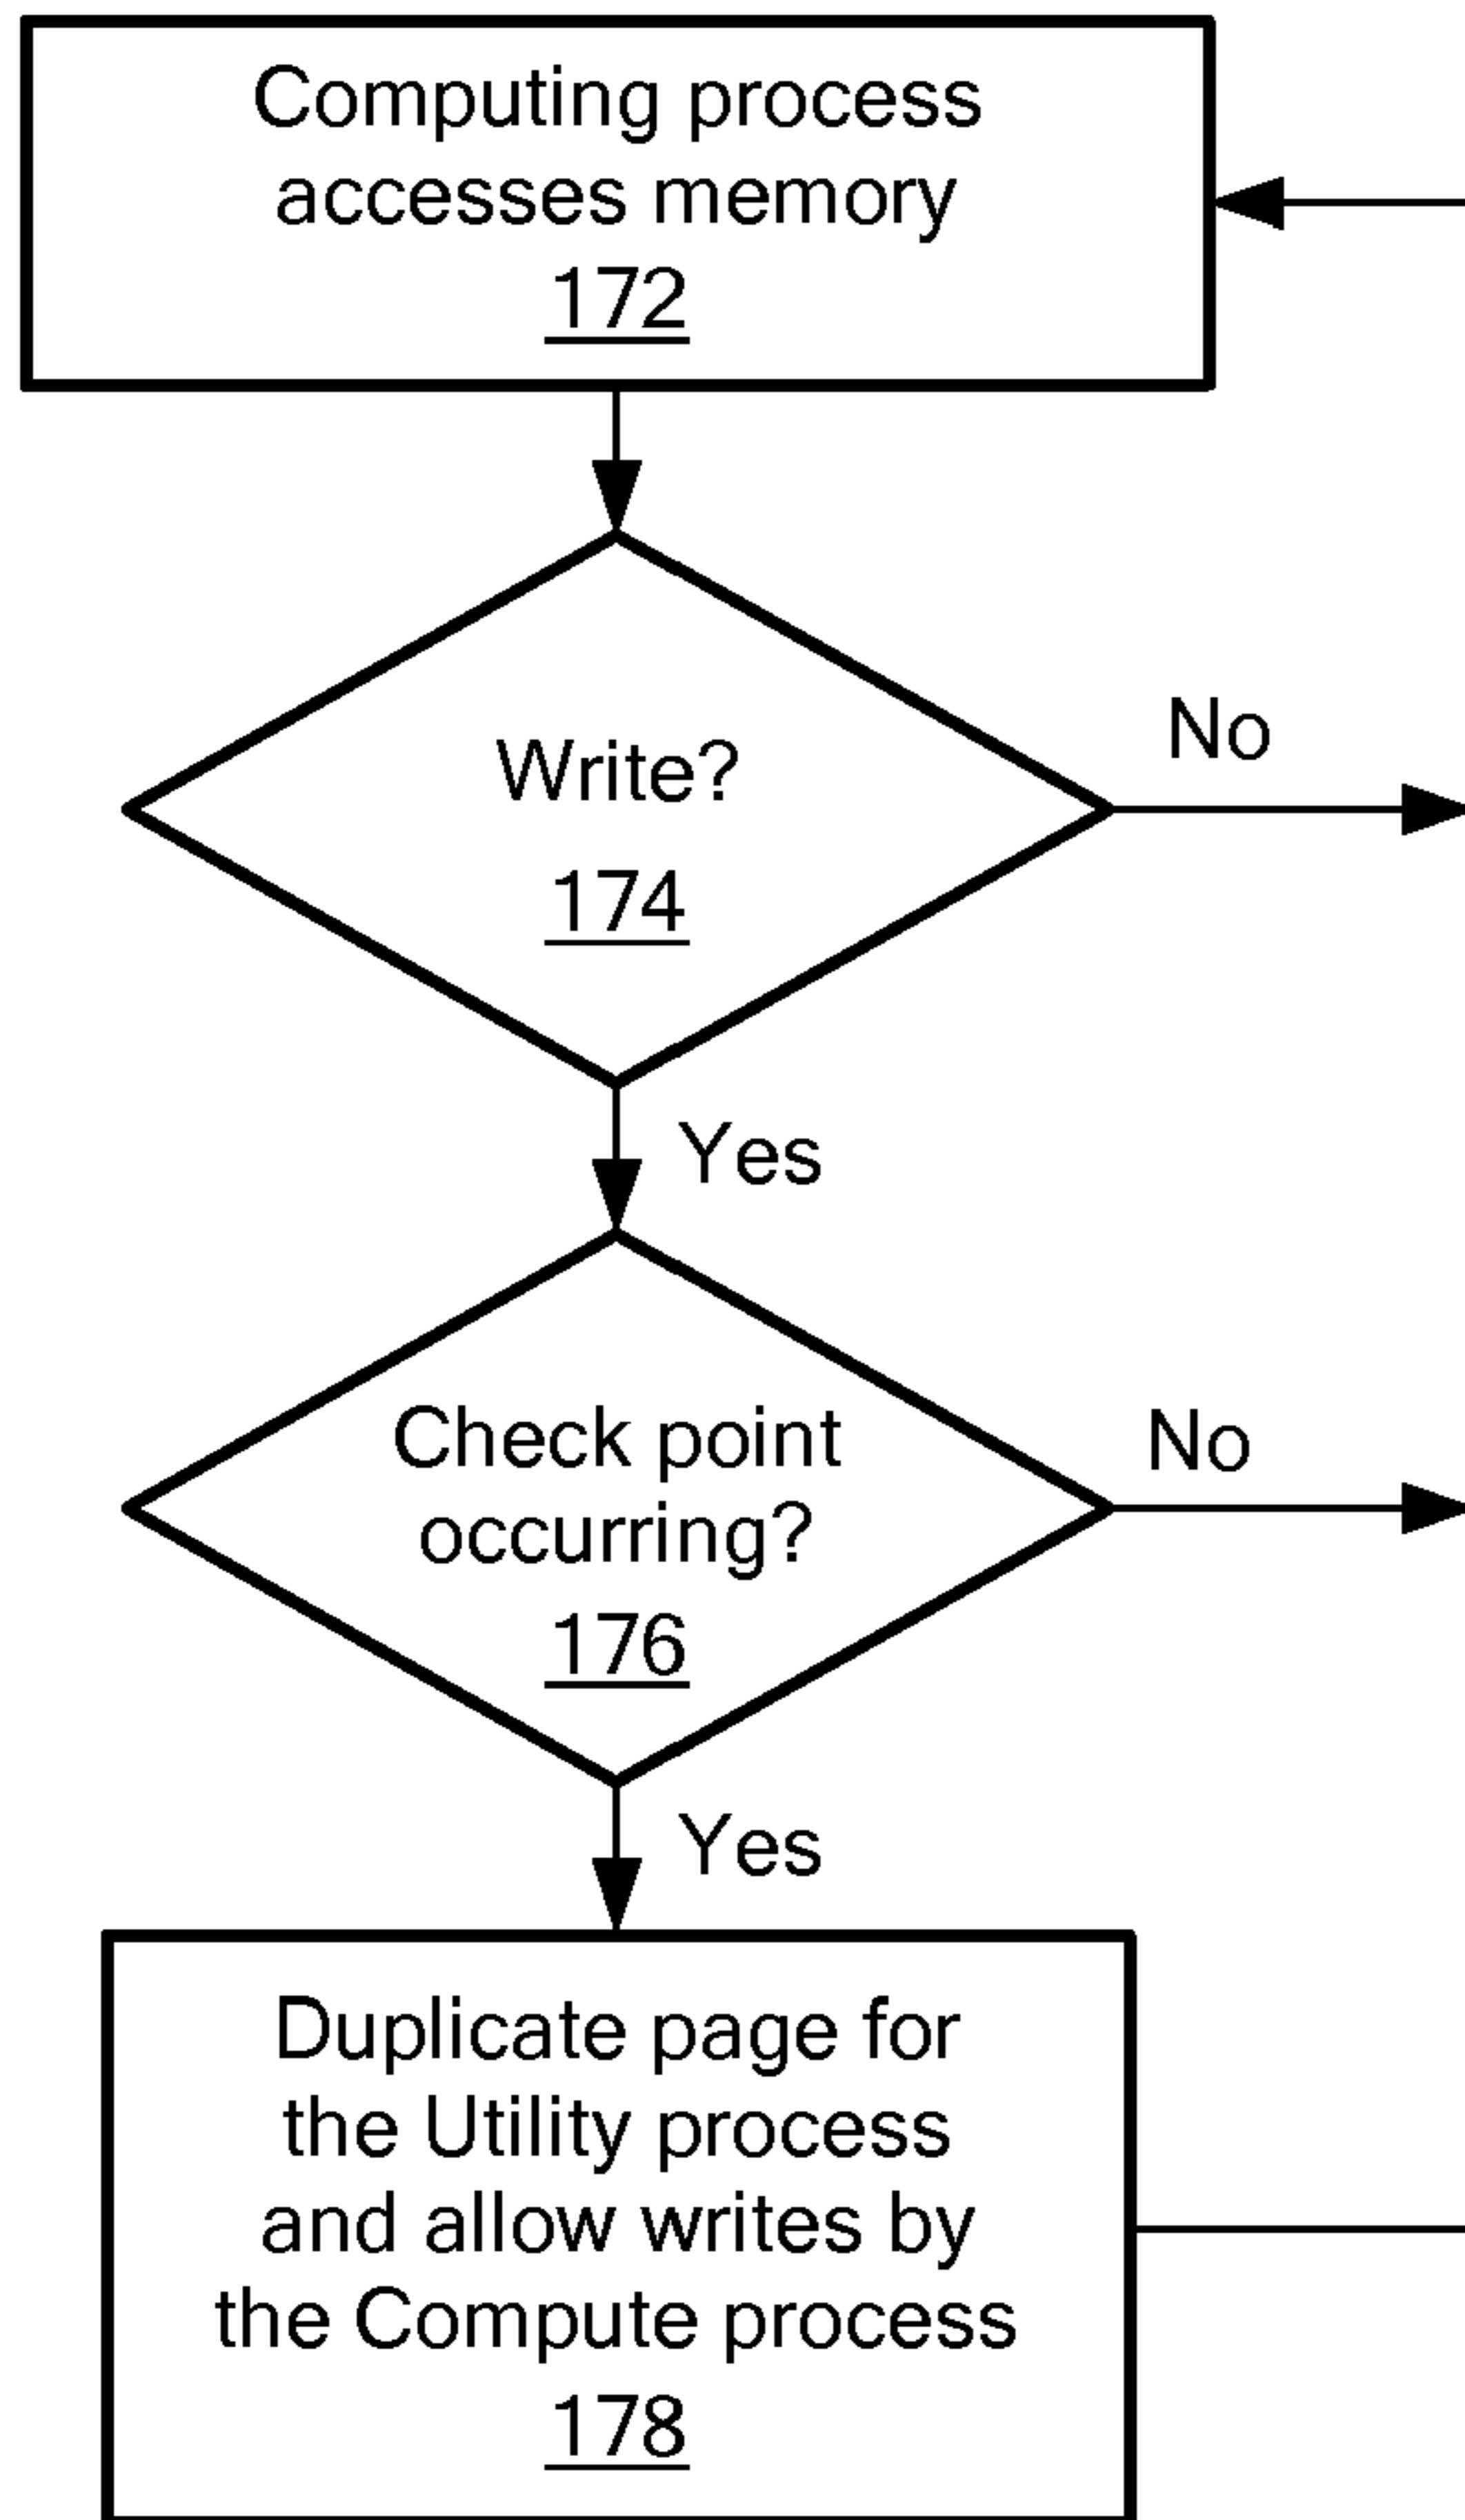 Computing process
accesses memory
172
Write?
No
174
Yes
Check point
No
occurring?
176
Yes
Duplicate page for
the Utility process
and allow writes by
the Compute process
178